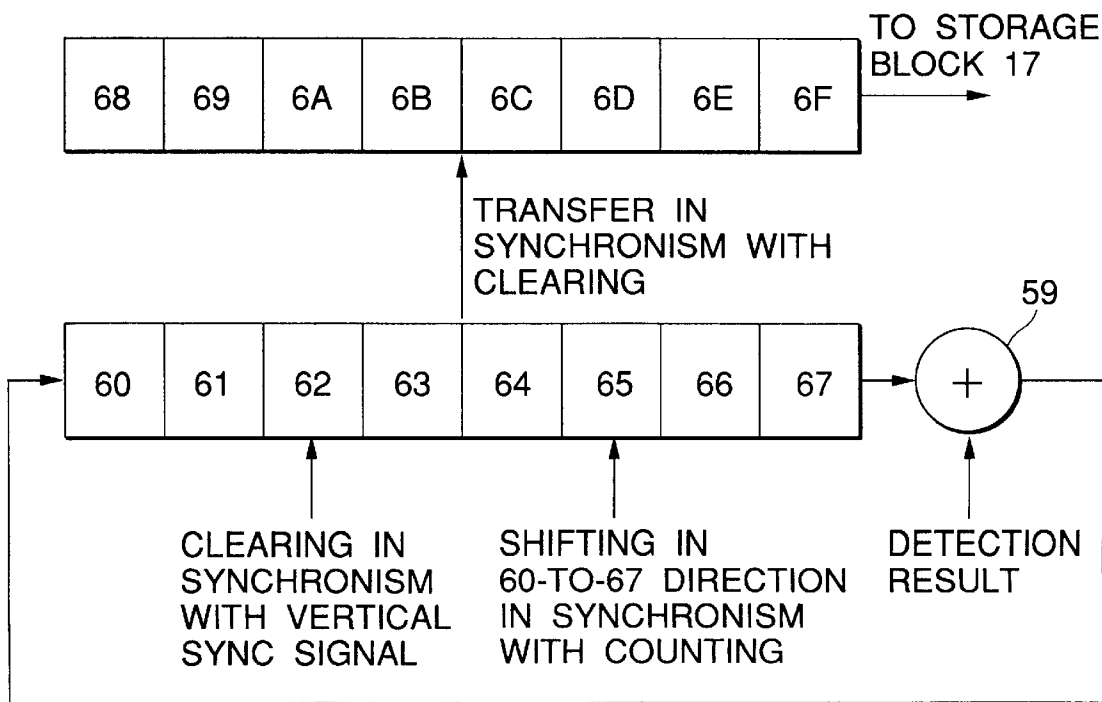 TO STORAGE
BLOCK 17
68 69 6A 6B 6C 6D 6E 6F
TRANSFER IN
SYNCHRONISM WITH
CLEARING
59
60 61 62 63 64 65 66 67
+
CLEARING IN
SYNCHRONISM
WITH VERTICAL
SYNC SIGNAL
SHIFTING IN
60-TO-67 DIRECTION
IN SYNCHRONISM
WITH COUNTING
DETECTION
RESULT